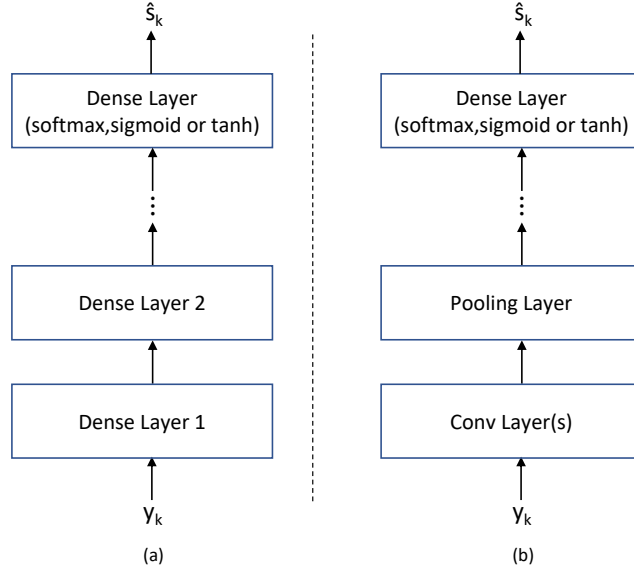 ŝk
Dense Layer
(softmax,sigmoid or tanh)
⋮
Dense Layer 2
Dense Layer 1
yk
(a)
ŝk
Dense Layer
(softmax,sigmoid or tanh)
⋮
Pooling Layer
Conv Layer(s)
yk
(b)